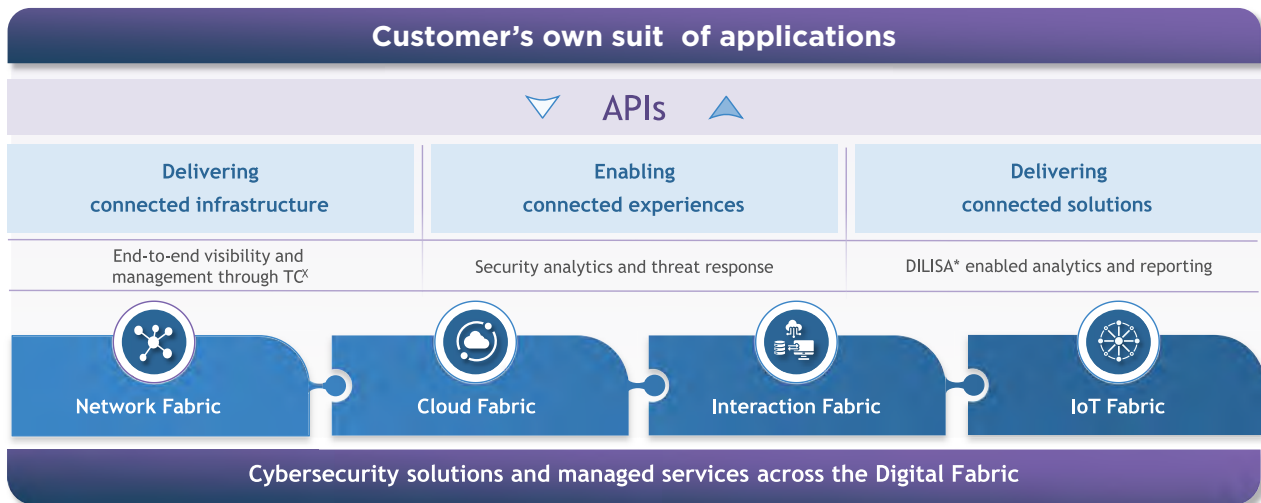 Customer's own suit of applications
APIs
Delivering
connected infrastructure
Enabling
connected experiences
Delivering
connected solutions
End-to-end visibility and
management through TCˣ
Security analytics and threat response
DILISA* enabled analytics and reporting
Network Fabric
Cloud Fabric
Interaction Fabric
IoT Fabric
Cybersecurity solutions and managed services across the Digital Fabric